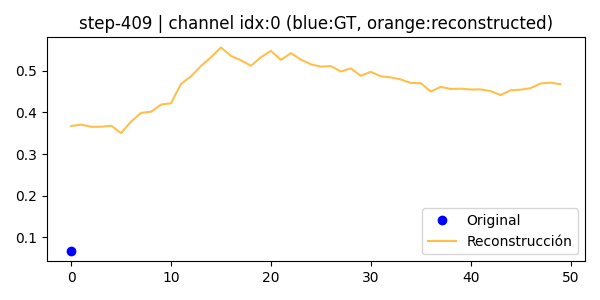 step-409 | channel idx:0 (blue:GT, orange:reconstructed)
0.5
0.4
0.3
0.2
0.1
Original
Reconstrucción
0 10 20 30 40 50